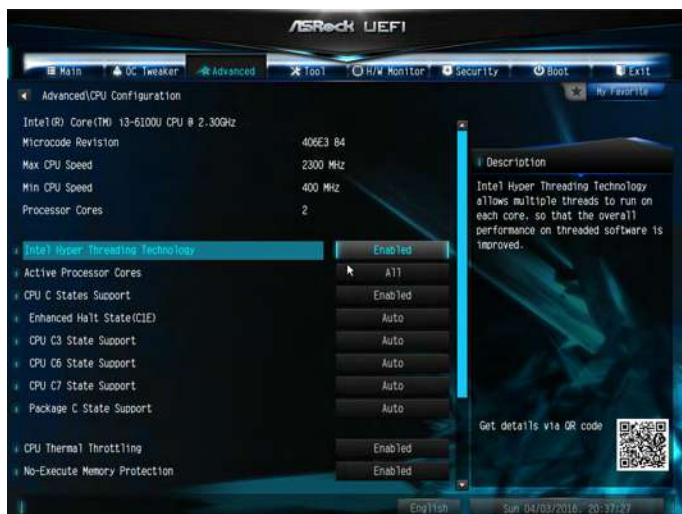 ASRock UEFI
Main OC Tweaker Advanced Tool H/W Monitor Security Boot Exit
Advanced\CPU Configuration
My Favorite
Intel(R) Core(TM) i3-6100U CPU @ 2.30GHz
Microcode Revision 406E3 84
Max CPU Speed 2300 MHz
Min CPU Speed 400 MHz
Processor Cores 2
Intel Hyper Threading Technology Enabled
Active Processor Cores All
CPU C States Support Enabled
Enhanced Halt State(C1E) Auto
CPU C3 State Support Auto
CPU C6 State Support Auto
CPU C7 State Support Auto
Package C State Support Auto
CPU Thermal Throttling Enabled
No-Execute Memory Protection Enabled
Description
Intel Hyper Threading Technology
allows multiple threads to run on
each core. so that the overall
performance on threaded software is
improved.
Get details via QR code
English Sun 04/03/2016. 20:37:27